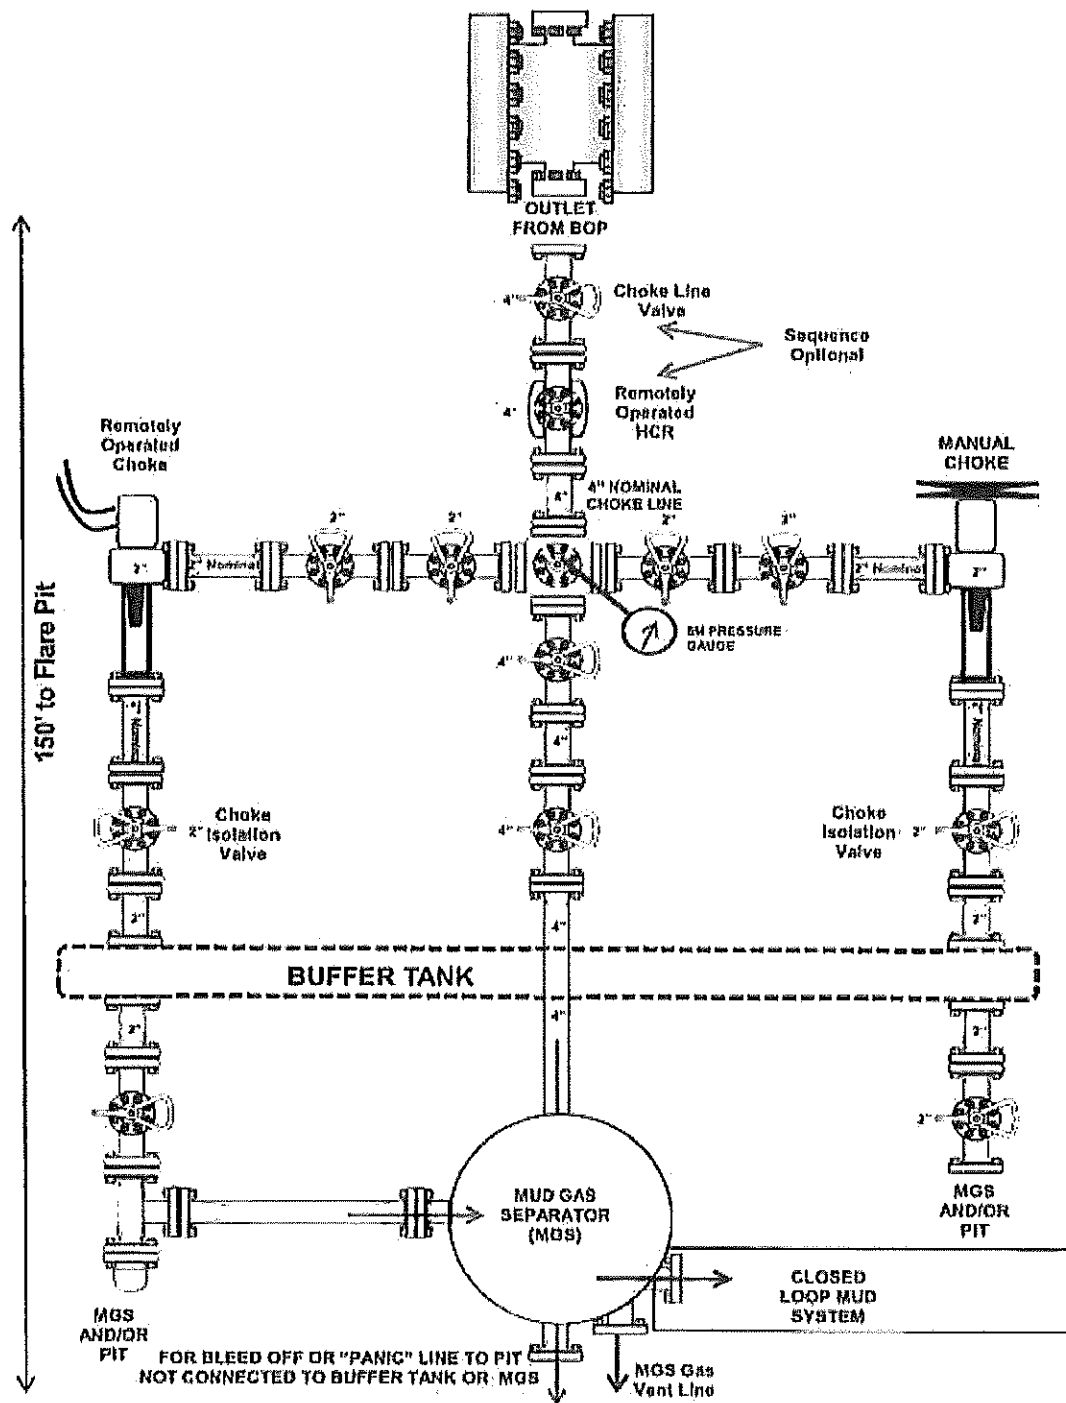 OUTLET
FROM BOP
4"
Choke Line
Valve
Sequence
Optional
4"
Remotely
Operated
HCR
Remotely
Operated
Choke
MANUAL
CHOKE
4"
4" NOMINAL
CHOKE LINE
2"
2"
2"
2"
2"
2" Nominal
2" Nominal
2"
5M PRESSURE
GAUGE
4"
150' to Flare Pit
2" Nominal
4"
2" Nominal
Choke
Isolation
Valve
2"
4"
Choke
Isolation
Valve
2"
2"
4"
2"
BUFFER TANK
2"
4"
2"
2"
MUD GAS
SEPARATOR
(MGS)
MGS
AND/OR
PIT
CLOSED
LOOP MUD
SYSTEM
MGS
AND/OR
PIT
FOR BLEED OFF OR "PANIC" LINE TO PIT
NOT CONNECTED TO BUFFER TANK OR MGS
MGS Gas
Vent Line